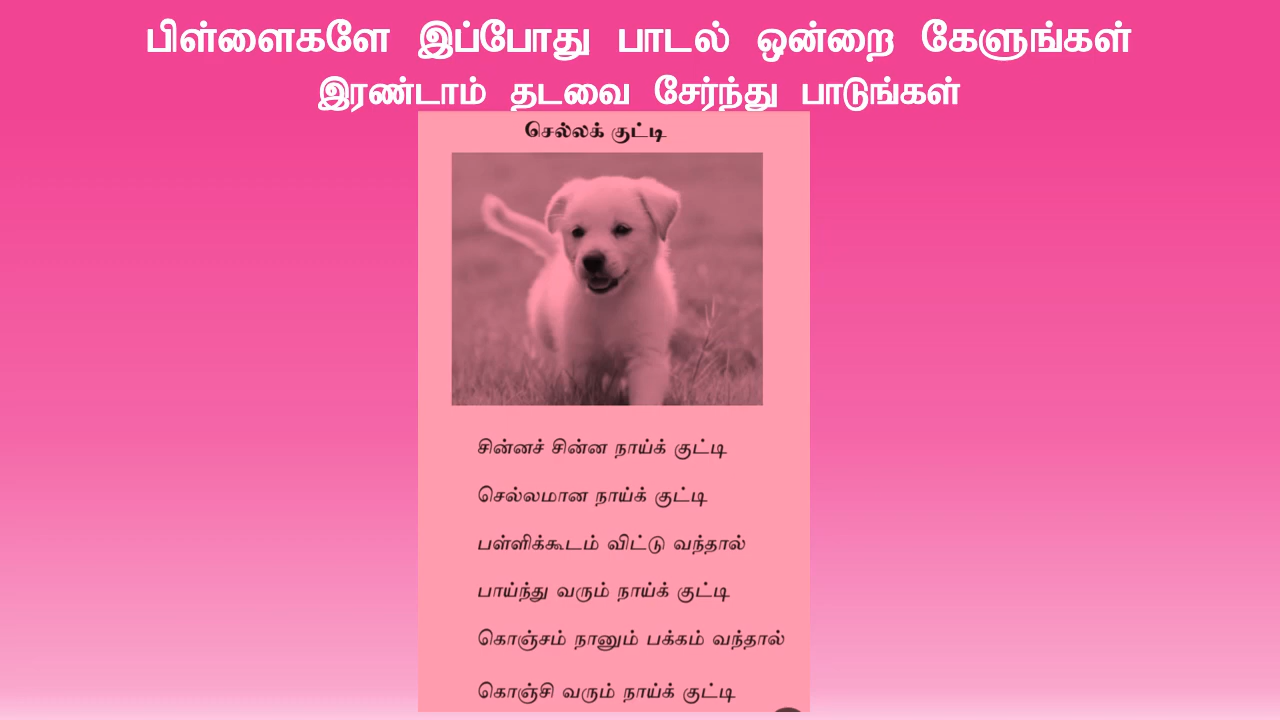 பிள்ளைகளே இப்போது பாடல் ஒன்றை கேளுங்கள்
இரண்டாம் தடவை சேர்ந்து பாடுங்கள்
செல்லக் குட்டி
சின்னச் சின்ன நாய்க் குட்டி
செல்லமான நாய்க் குட்டி
பள்ளிக்கூடம் விட்டு வந்தால்
பாய்ந்து வரும் நாய்க் குட்டி
கொஞ்சம் நானும் பக்கம் வந்தால்
கொஞ்சி வரும் நாய்க் குட்டி